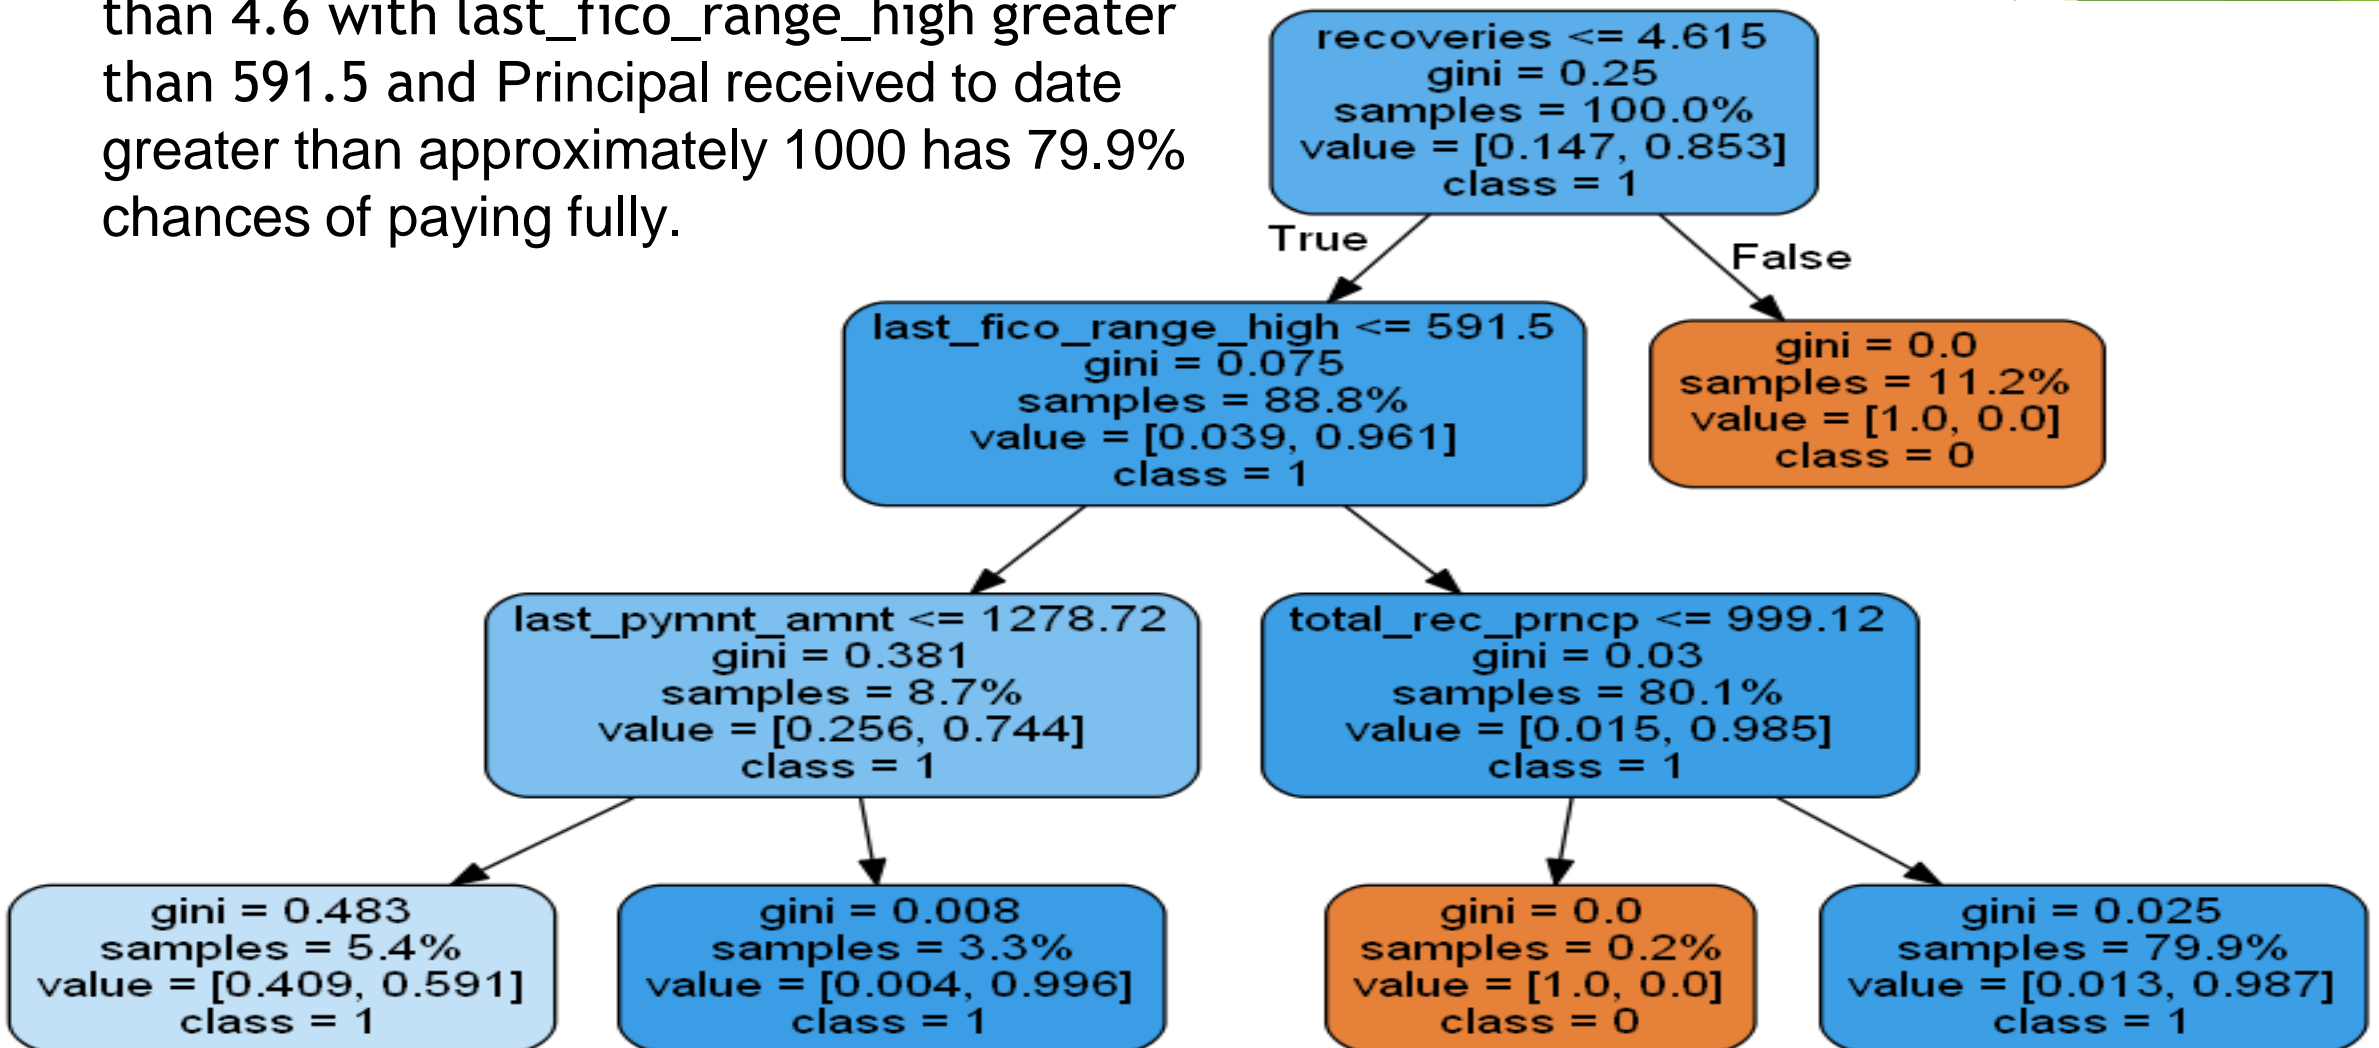 than 4.6 with last_fico_range_high greater
than 591.5 and Principal received to date
greater than approximately 1000 has 79.9%
chances of paying fully.
recoveries <= 4.615
gini = 0.25
samples = 100.0%
value = [0.147, 0.853]
class = 1
True
False
last_fico_range_high <= 591.5
gini = 0.075
samples = 88.8%
value = [0.039, 0.961]
class = 1
gini = 0.0
samples = 11.2%
value = [1.0, 0.0]
class = 0
last_pymnt_amnt <= 1278.72
gini = 0.381
samples = 8.7%
value = [0.256, 0.744]
class = 1
total_rec_prncp <= 999.12
gini = 0.03
samples = 80.1%
value = [0.015, 0.985]
class = 1
gini = 0.483
samples = 5.4%
value = [0.409, 0.591]
class = 1
gini = 0.008
samples = 3.3%
value = [0.004, 0.996]
class = 1
gini = 0.0
samples = 0.2%
value = [1.0, 0.0]
class = 0
gini = 0.025
samples = 79.9%
value = [0.013, 0.987]
class = 1